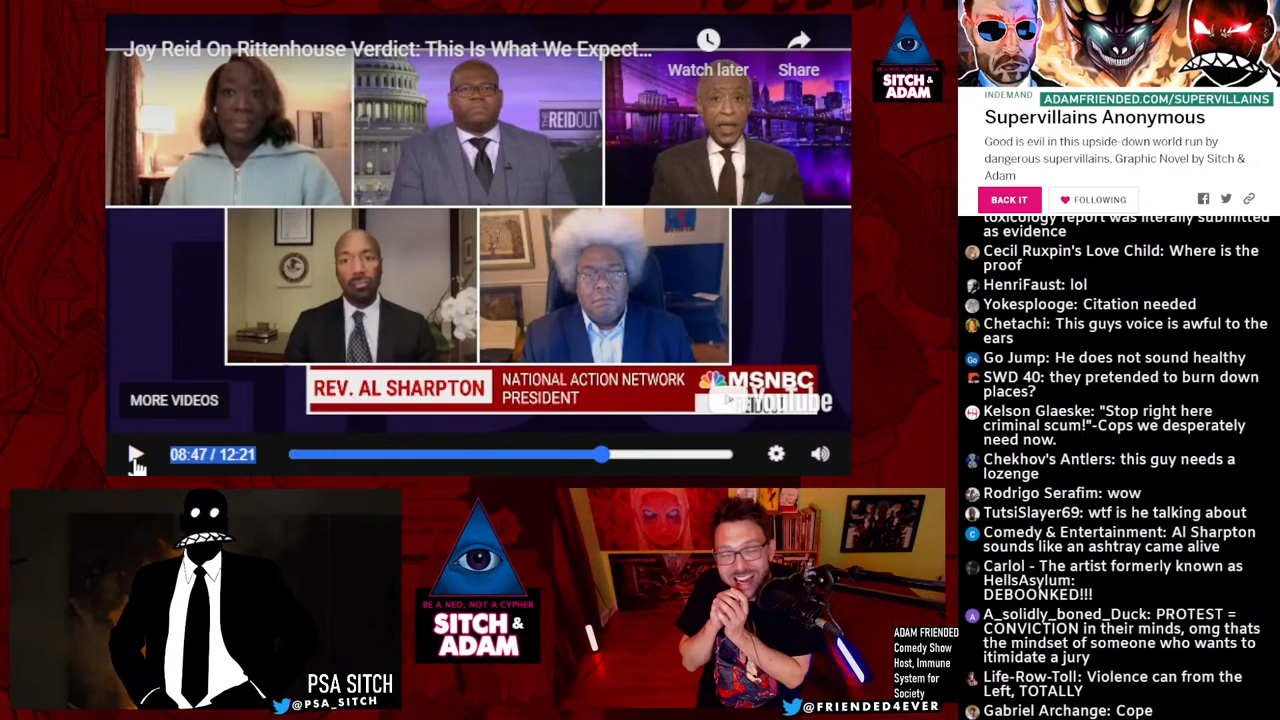 Joy Reid On Rittenhouse Verdict: This Is What We Expect...
Watch later
Share
THE REIDOUT
REV. AL SHARPTON
NATIONAL ACTION NETWORK
PRESIDENT
MSNBC
YouTube
MORE VIDEOS
08:47 / 12:21
BE A NEO, NOT A CYPHER
SITCH &
ADAM
INDEMAND
ADAMFRIENDED.COM/SUPERVILLAINS
Supervillains Anonymous
Good is evil in this upside-down world run by
dangerous supervillains. Graphic Novel by Sitch &
Adam
BACK IT
FOLLOWING
toxicology report was literally submitted
as evidence
Cecil Ruxpin's Love Child: Where is the
proof
HenriFaust: lol
Yokesplooge: Citation needed
Chetachi: This guys voice is awful to the
ears
Go Jump: He does not sound healthy
SWD 40: they pretended to burn down
places?
Kelson Glaeske: "Stop right here
criminal scum!"-Cops we desperately
need now.
Chekhov's Antlers: this guy needs a
lozenge
Rodrigo Serafim: wow
TutsiSlayer69: wtf is he talking about
Comedy & Entertainment: Al Sharpton
sounds like an ashtray came alive
Carlol - The artist formerly known as
HellsAsylum:
DEBOONKED!!!
A_solidly_boned_Duck: PROTEST =
CONVICTION in their minds, omg thats
the mindset of someone who wants to
itimidate a jury
Life-Row-Toll: Violence can from the
Left, TOTALLY
Gabriel Archange: Cope
PSA SITCH
@PSA_SITCH
BE A NEO, NOT A CYPHER
SITCH &
ADAM
ADAM FRIENDED
Comedy Show
Host, Immune
System for
Society
@FRIENDED4EVER